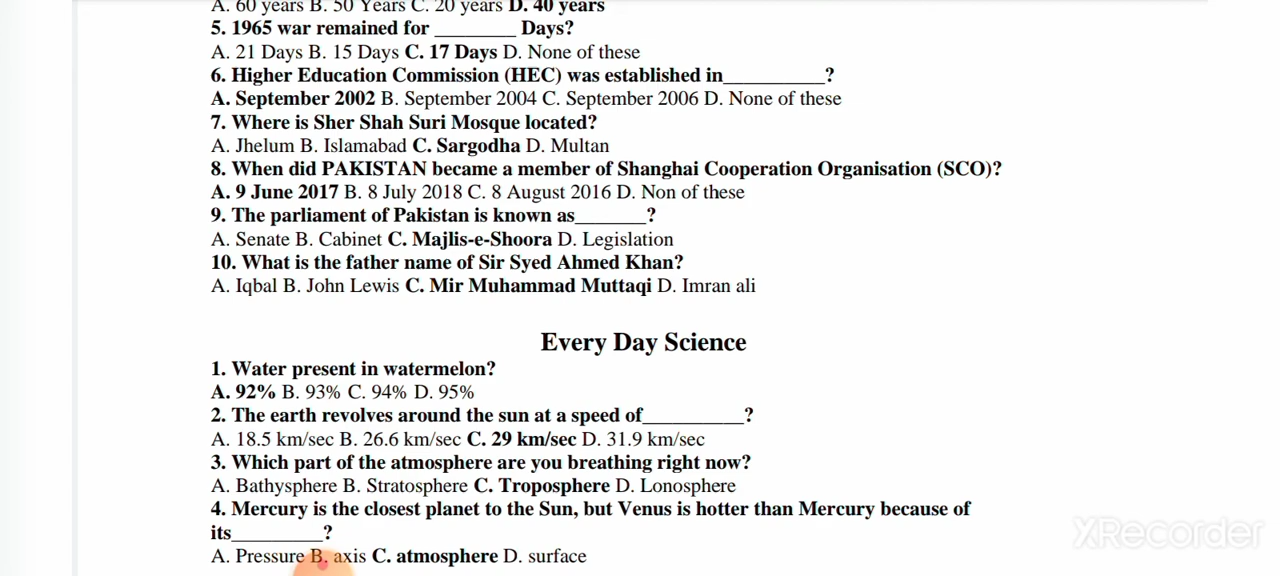 A. 60 years B. 50 Years C. 20 years D. 40 years
5. 1965 war remained for ________ Days?
A. 21 Days B. 15 Days C. 17 Days D. None of these
6. Higher Education Commission (HEC) was established in__________?
A. September 2002 B. September 2004 C. September 2006 D. None of these
7. Where is Sher Shah Suri Mosque located?
A. Jhelum B. Islamabad C. Sargodha D. Multan
8. When did PAKISTAN became a member of Shanghai Cooperation Organisation (SCO)?
A. 9 June 2017 B. 8 July 2018 C. 8 August 2016 D. Non of these
9. The parliament of Pakistan is known as_______?
A. Senate B. Cabinet C. Majlis-e-Shoora D. Legislation
10. What is the father name of Sir Syed Ahmed Khan?
A. Iqbal B. John Lewis C. Mir Muhammad Muttaqi D. Imran ali
Every Day Science
1. Water present in watermelon?
A. 92% B. 93% C. 94% D. 95%
2. The earth revolves around the sun at a speed of__________?
A. 18.5 km/sec B. 26.6 km/sec C. 29 km/sec D. 31.9 km/sec
3. Which part of the atmosphere are you breathing right now?
A. Bathysphere B. Stratosphere C. Troposphere D. Lonosphere
4. Mercury is the closest planet to the Sun, but Venus is hotter than Mercury because of
its_________?
A. Pressure B. axis C. atmosphere D. surface
XRecorder